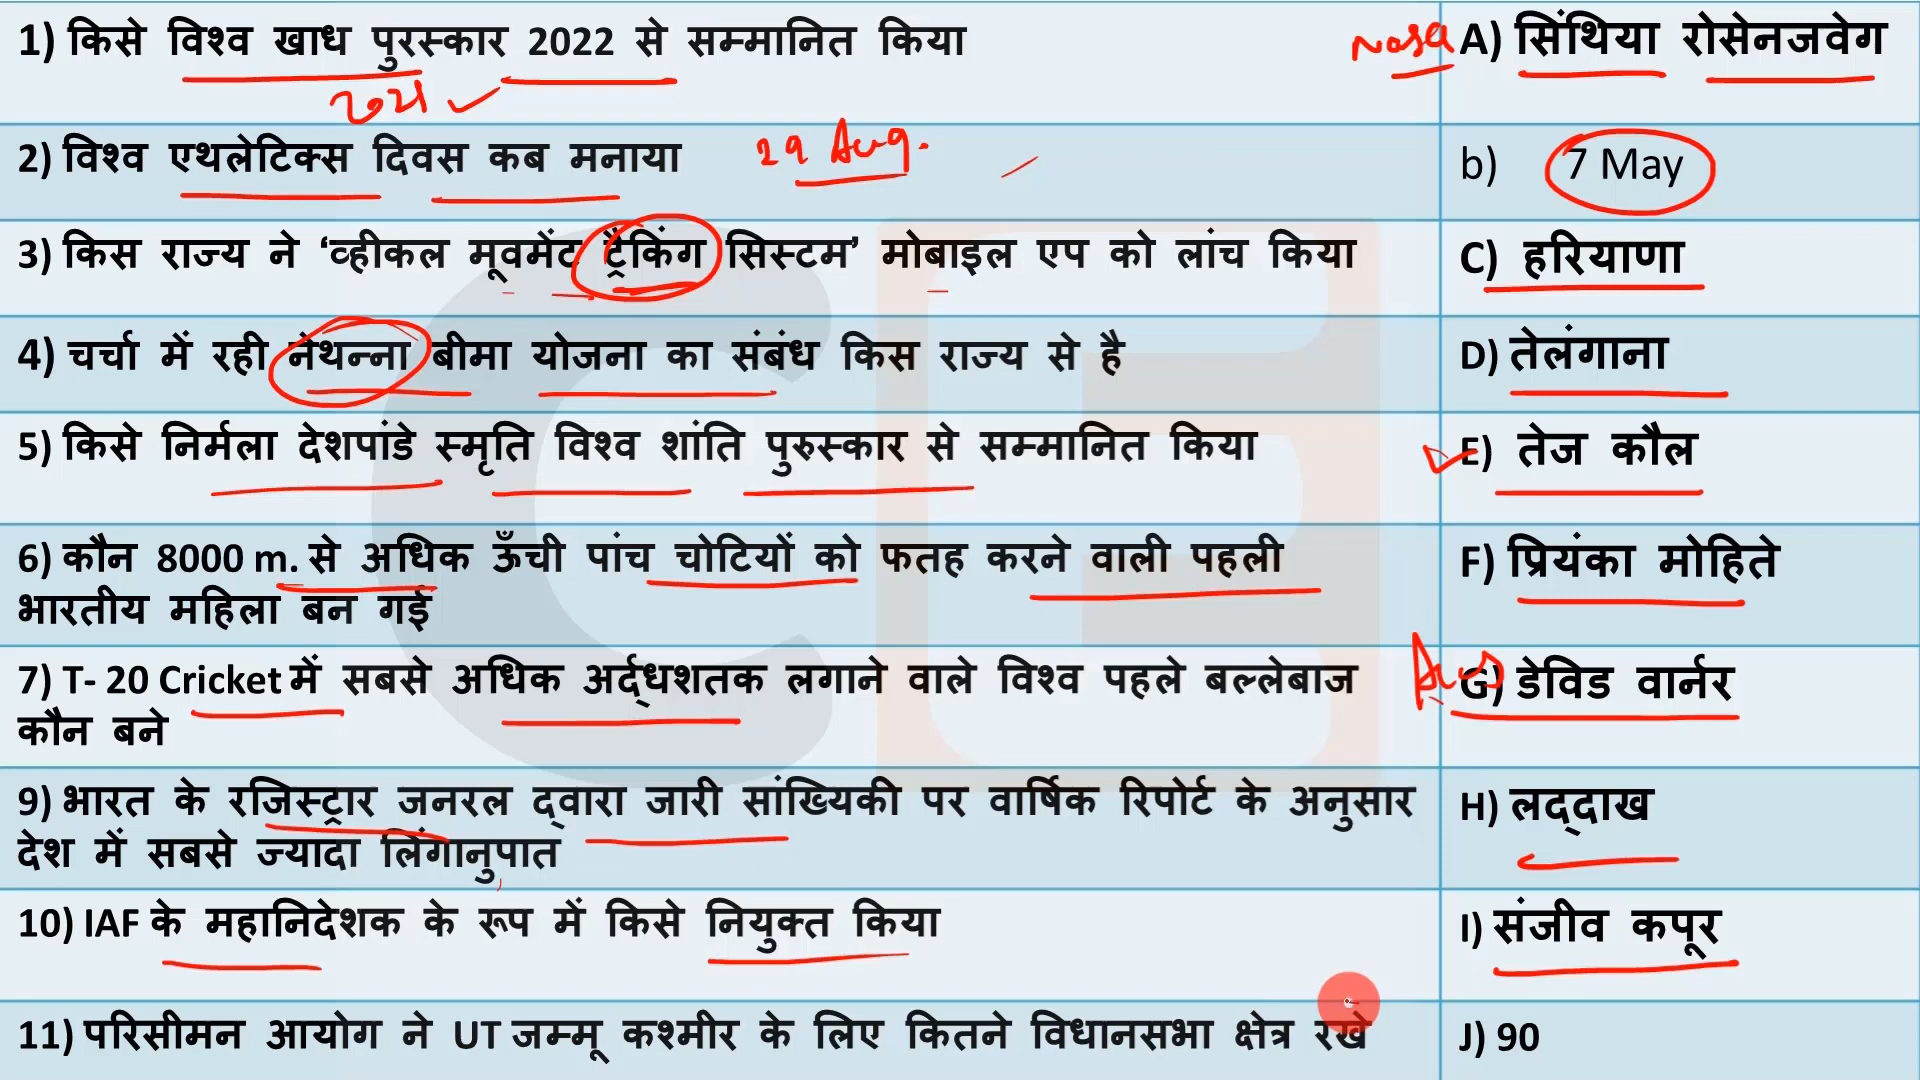 1) किसे विश्व खाध पुरस्कार 2022 से सम्मानित किया
Nasa A) सिंथिया रोसेनजवेग
2021
2) विश्व एथलेटिक्स दिवस कब मनाया
29 Aug.
b) 7 May
3) किस राज्य ने ‘व्हीकल मूवमेंट ट्रैकिंग सिस्टम’ मोबाइल एप को लांच किया
C) हरियाणा
4) चर्चा में रही नेथन्ना बीमा योजना का संबंध किस राज्य से है
D) तेलंगाना
5) किसे निर्मला देशपांडे स्मृति विश्व शांति पुरुस्कार से सम्मानित किया
E) तेज कौल
6) कौन 8000 m. से अधिक ऊँची पांच चोटियों को फतह करने वाली पहली
भारतीय महिला बन गई
F) प्रियंका मोहिते
7) T- 20 Cricket में सबसे अधिक अर्द्धशतक लगाने वाले विश्व पहले बल्लेबाज
कौन बने
Aus G) डेविड वार्नर
9) भारत के रजिस्ट्रार जनरल द्वारा जारी सांख्यिकी पर वार्षिक रिपोर्ट के अनुसार
देश में सबसे ज्यादा लिंगानुपात
H) लद्दाख
10) IAF के महानिदेशक के रूप में किसे नियुक्त किया
I) संजीव कपूर
11) परिसीमन आयोग ने UT जम्मू कश्मीर के लिए कितने विधानसभा क्षेत्र रखे
J) 90